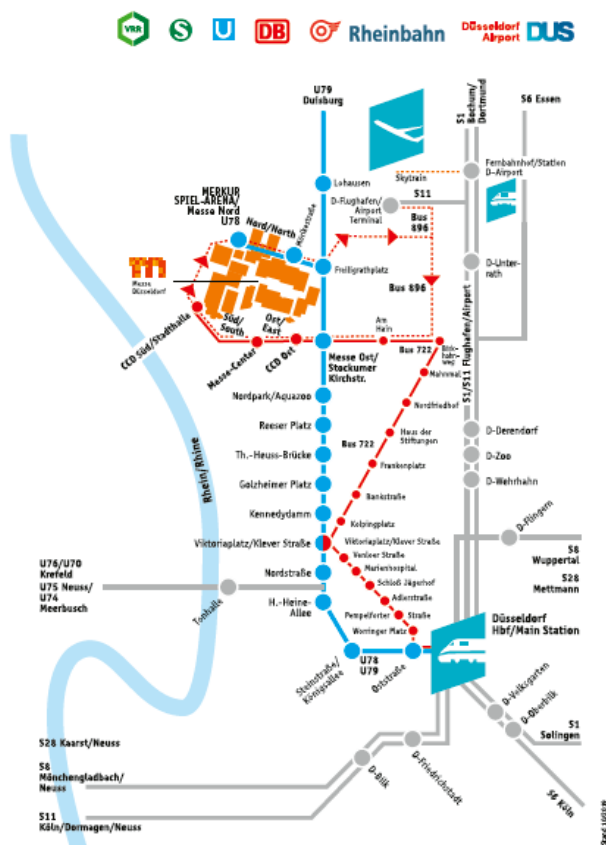 VRR
S
U
DB
Rheinbahn
Düsseldorf
Airport
DUS
U79
Duisburg
S1
Bochum/
Dortmund
S6 Essen
Fernbahnhof/Station
D-Airport
Skytrain
S11
D-Flughafen/
Airport
Terminal
Bus
896
Lohausen
MERKUR
SPIEL-ARENA/
Messe Nord
U78
Nord/North
Freiligrathplatz
D-Unter-
rath
Messe
Düsseldorf
Bus 896
S1/S11 Flughafen/Airport
Süd/
South
Ost/
East
CCD Süd/Stadthalle
Messe-Center
CCD Ost
Am
Hain
Bus 722
Messe Ost/
Stockumer
Kirchstr.
Mahnmal
Nordpark/Aquazoo
Nordfriedhof
Reeser Platz
Haus der
Stiftungen
D-Derendorf
Bus 722
Th.-Heuss-Brücke
D-Zoo
Frankenplatz
Golzheimer Platz
D-Wehrhahn
Bankstraße
Kennedydamm
Kolpingplatz
Rhein/Rhine
Viktoriaplatz/Klever Straße
Viktoriaplatz/Klever Straße
Venloer Straße
Marienhospital
Schloß Jägerhof
Adlerstraße
Pempelforter Straße
Worringer Platz
D-Flingern
S8
Wuppertal
S28
Mettmann
U76/U70
Krefeld
U75 Neuss/
U74
Meerbusch
Nordstraße
Tonhalle
H.-Heine-
Allee
Düsseldorf
Hbf/Main Station
Steinstraße/
Königsallee
U78
U79
Oststraße
D-Volksgarten
D-Oberbilk
S1
Solingen
S6 Köln
S28 Kaarst/Neuss
S8
Mönchengladbach/
Neuss
D-Bilk
D-Friedrichstadt
S11
Köln/Dormagen/Neuss